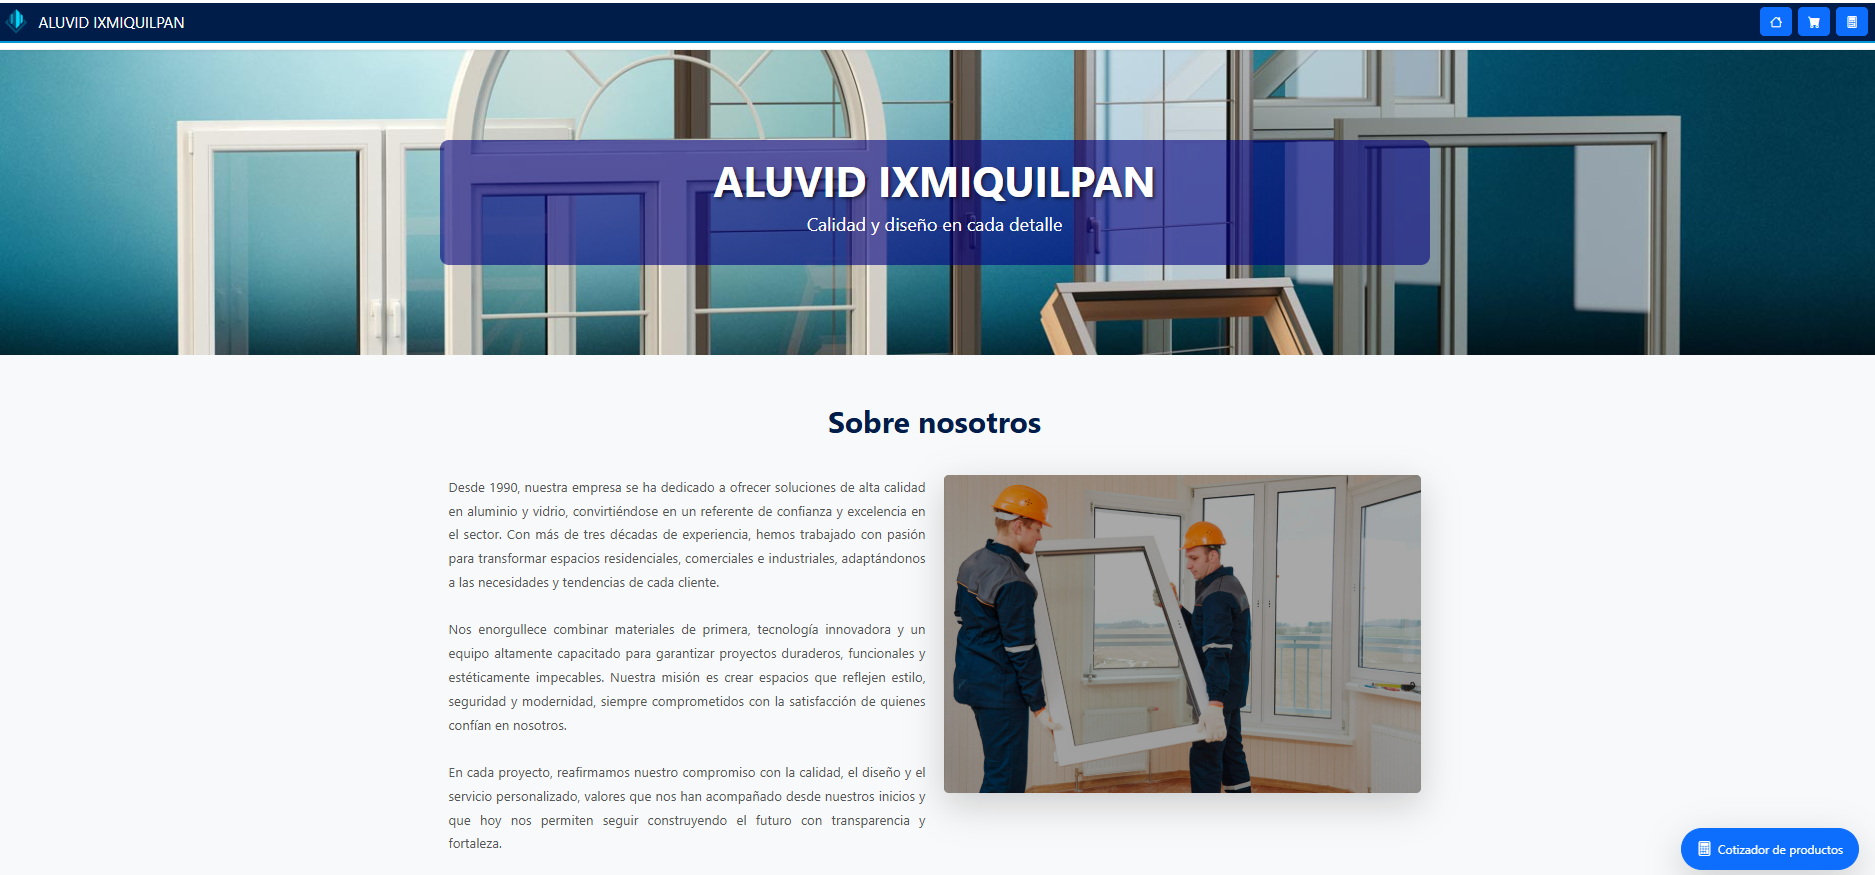 ALUVID IXMIQUILPAN
ALUVID IXMIQUILPAN
Calidad y diseño en cada detalle
Sobre nosotros
Desde 1990, nuestra empresa se ha dedicado a ofrecer soluciones de alta calidad
en aluminio y vidrio, convirtiéndose en un referente de confianza y excelencia en
el sector. Con más de tres décadas de experiencia, hemos trabajado con pasión
para transformar espacios residenciales, comerciales e industriales, adaptándonos
a las necesidades y tendencias de cada cliente.
Nos enorgullece combinar materiales de primera, tecnología innovadora y un
equipo altamente capacitado para garantizar proyectos duraderos, funcionales y
estéticamente impecables. Nuestra misión es crear espacios que reflejen estilo,
seguridad y modernidad, siempre comprometidos con la satisfacción de quienes
confían en nosotros.
En cada proyecto, reafirmamos nuestro compromiso con la calidad, el diseño y el
servicio personalizado, valores que nos han acompañado desde nuestros inicios y
que hoy nos permiten seguir construyendo el futuro con transparencia y
fortaleza.
Cotizador de productos